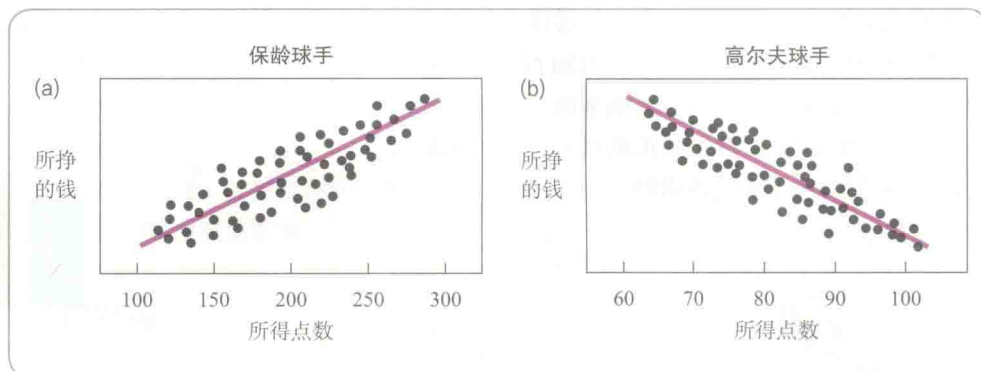 保龄球手
(a)
所挣
的钱
100 150 200 250 300
所得点数
高尔夫球手
(b)
所挣
的钱
60 70 80 90 100
所得点数